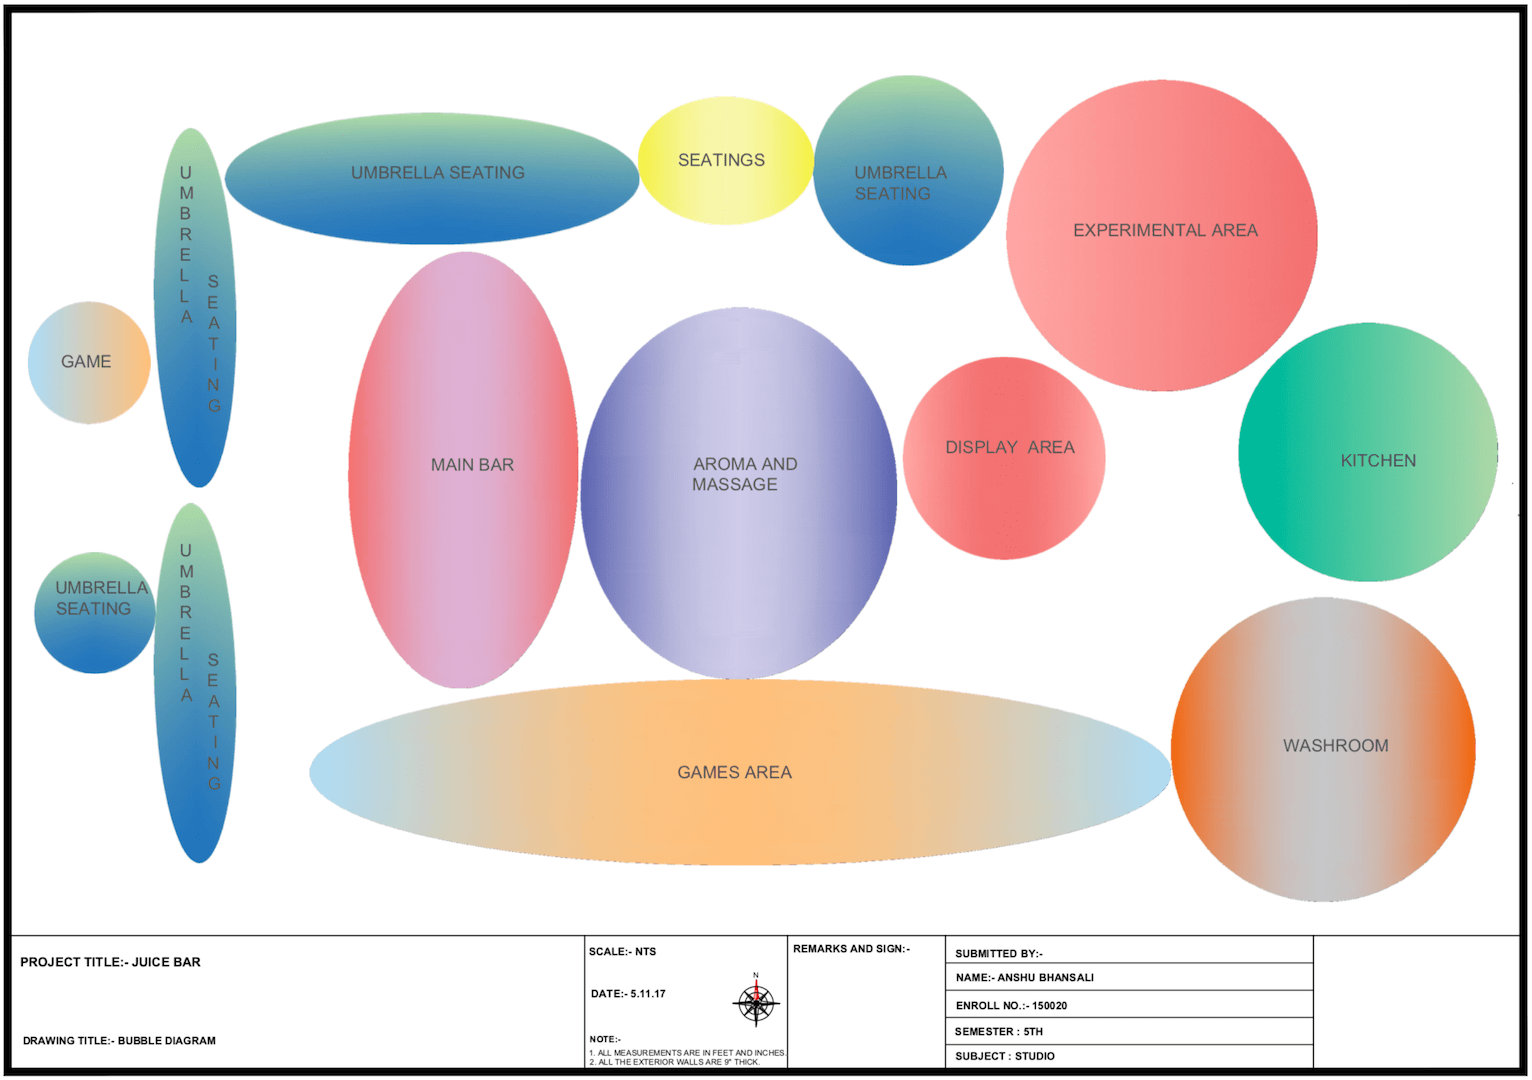 UMBRELLA SEATING
UMBRELLA SEATING
SEATINGS
UMBRELLA
SEATING
EXPERIMENTAL AREA
GAME
MAIN BAR
AROMA AND
MASSAGE
DISPLAY  AREA
KITCHEN
UMBRELLA
SEATING
UMBRELLA SEATING
GAMES AREA
WASHROOM
PROJECT TITLE:- JUICE BAR
DRAWING TITLE:- BUBBLE DIAGRAM
SCALE:- NTS
DATE:- 5.11.17
N
NOTE:-
1. ALL MEASUREMENTS ARE IN FEET AND INCHES.
2. ALL THE EXTERIOR WALLS ARE 9" THICK.
REMARKS AND SIGN:-
SUBMITTED BY:-
NAME:- ANSHU BHANSALI
ENROLL NO.:- 150020
SEMESTER : 5TH
SUBJECT : STUDIO